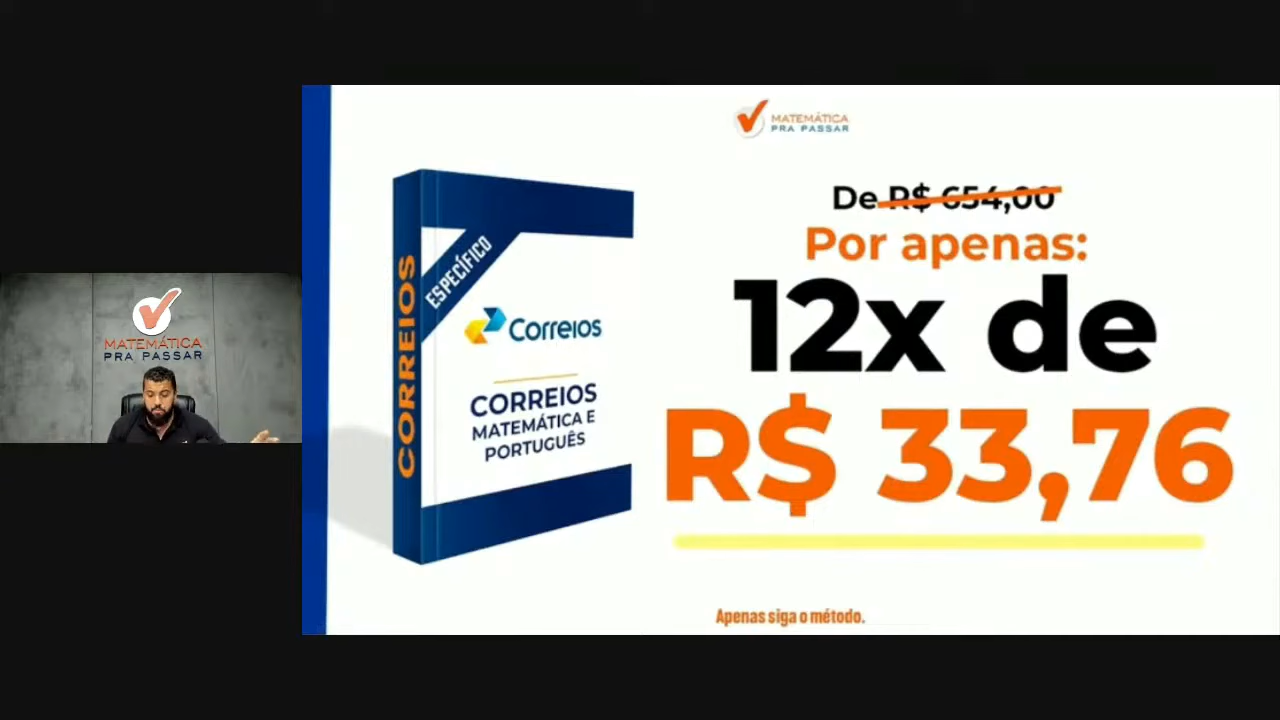 MATEMÁTICA
PRA PASSAR
MATEMÁTICA
PRA PASSAR
CORREIOS
ESPECÍFICO
Correios
CORREIOS
MATEMÁTICA E
PORTUGUÊS
De R$ 654,00
Por apenas:
12x de
R$ 33,76
Apenas siga o método.